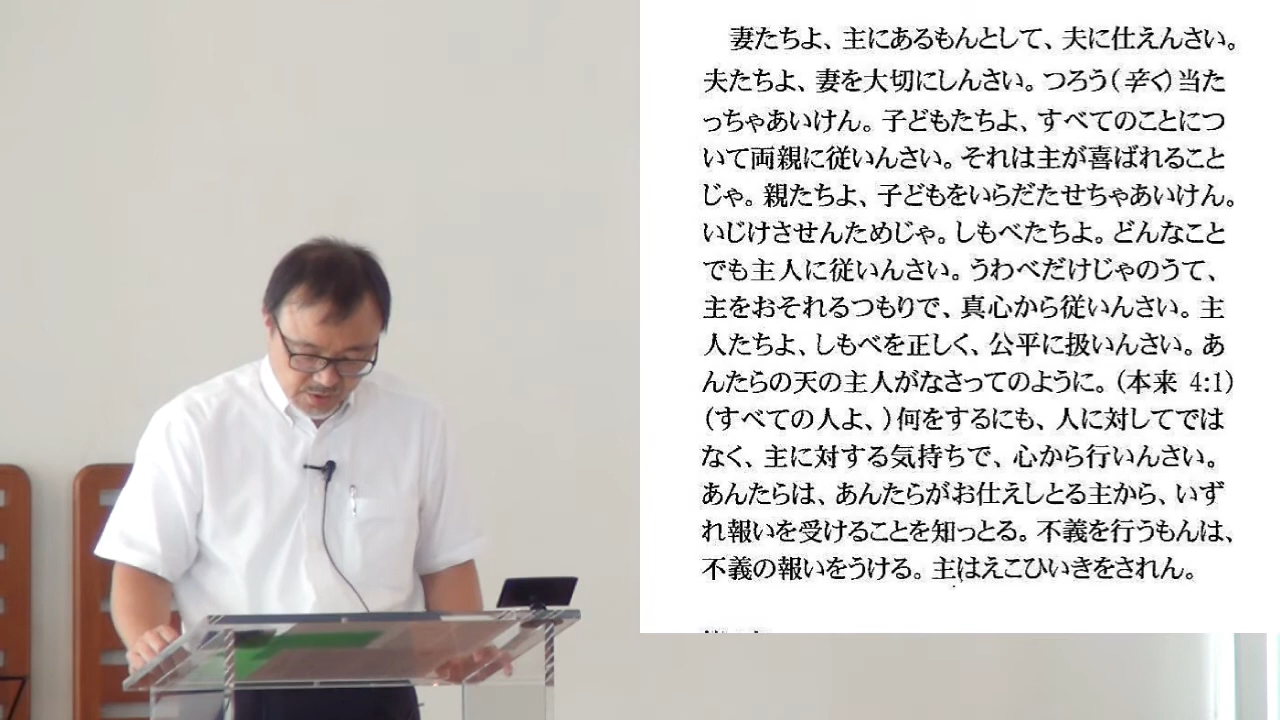 妻たちよ、主にあるもんとして、夫に仕えんさい。
夫たちよ、妻を大切にしんさい。つろう(辛く)当た
っちゃあいけん。子どもたちよ、すべてのことにつ
いて両親に従いんさい。それは主が喜ばれること
じゃ。親たちよ、子どもをいらだたせちゃあいけん。
いじけさせんためじゃ。しもべたちよ。どんなこと
でも主人に従いんさい。うわべだけじゃのうて、
主をおそれるつもりで、真心から従いんさい。主
人たちよ、しもべを正しく、公平に扱いんさい。あ
んたらの天の主人がなさってのように。(本来 4:1)
(すべての人よ、)何をするにも、人に対してでは
なく、主に対する気持ちで、心から行いんさい。
あんたらは、あんたらがお仕えしとる主から、いず
れ報いを受けることを知っとる。不義を行うもんは、
不義の報いをうける。主はえこひいきをされん。